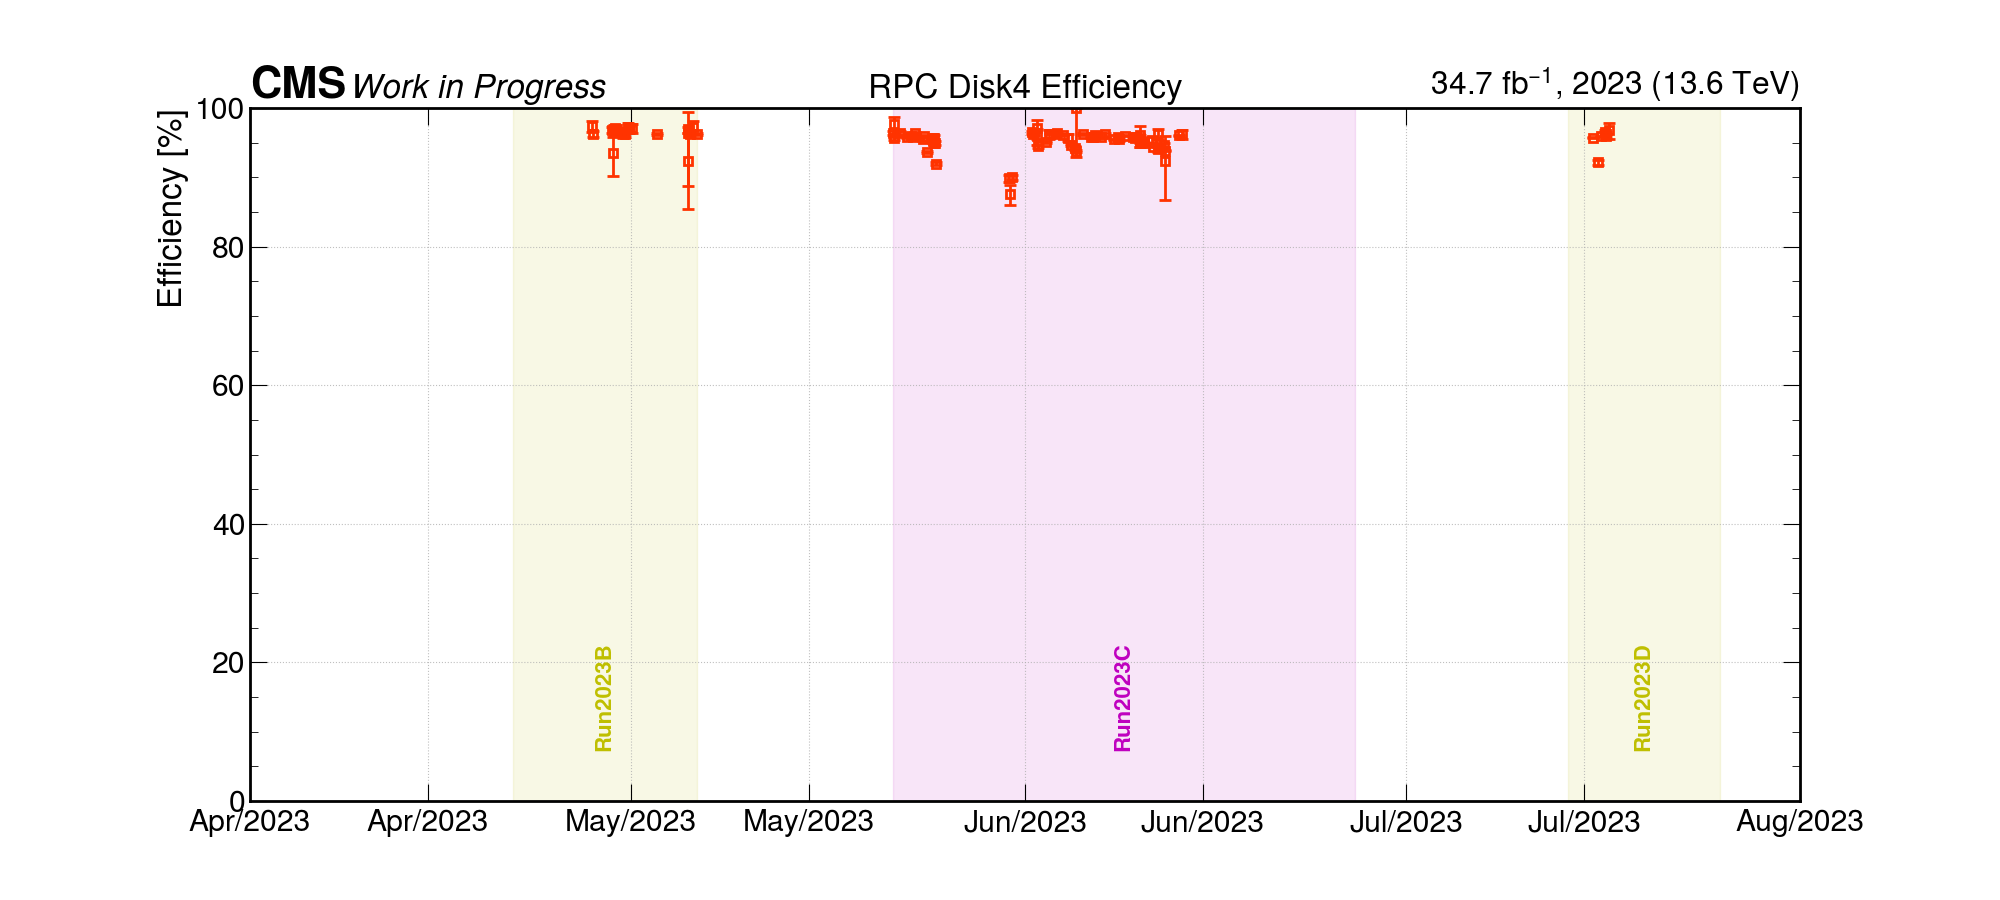 CMS Work in Progress RPC Disk4 Efficiency 34.7 fb⁻¹, 2023 (13.6 TeV)
Efficiency [%]
100
80
60
40
20
0
Run2023B
Run2023C
Run2023D
Apr/2023 Apr/2023 May/2023 May/2023 Jun/2023 Jun/2023 Jul/2023 Jul/2023 Aug/2023